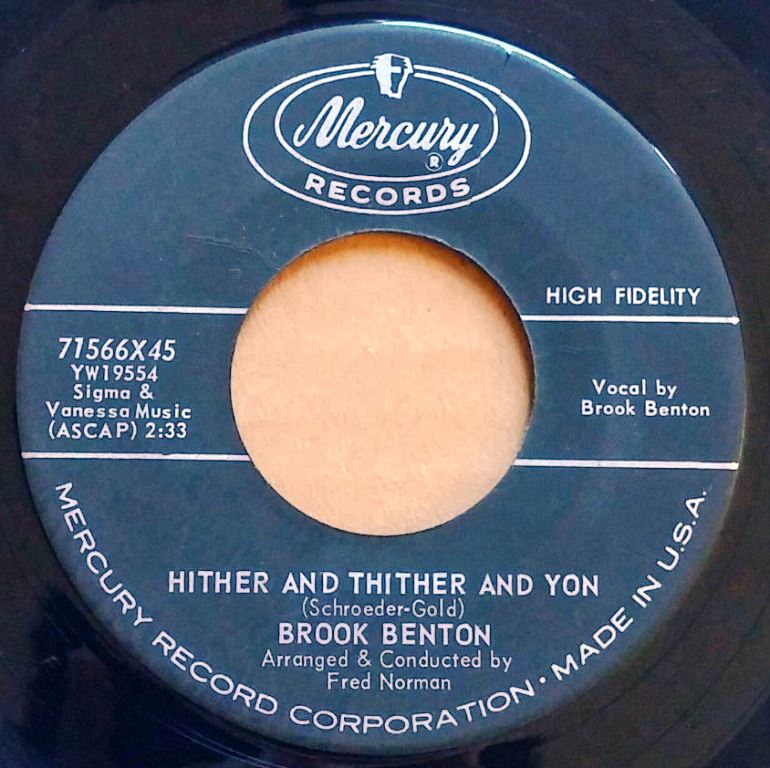 Mercury
®
RECORDS
HIGH FIDELITY
71566X45
YW19554
Sigma &
Vanessa Music
(ASCAP) 2:33
Vocal by
Brook Benton
HITHER AND THITHER AND YON
(Schroeder-Gold)
BROOK BENTON
Arranged & Conducted by
Fred Norman
MERCURY RECORD CORPORATION • MADE IN U.S.A.